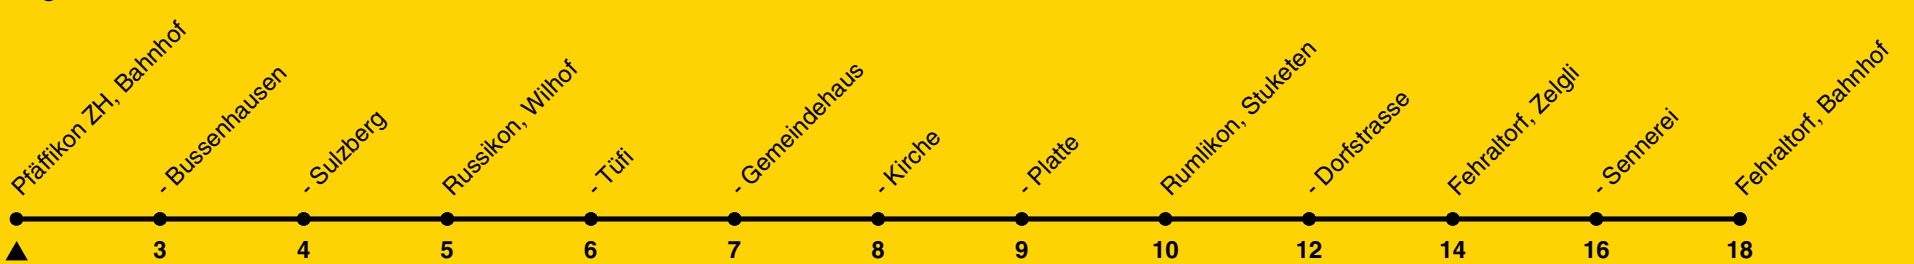 Pfäffikon ZH, Bahnhof
- Bussenhausen
- Sulzberg
Russikon, Wilhof
- Tüfi
- Gemeindehaus
- Kirche
- Platte
Rumlikon, Stuketen
- Dorfstrasse
Fehraltorf, Zelgli
- Sennerei
Fehraltorf, Bahnhof
3 4 5 6 7 8 9 10 12 14 16 18